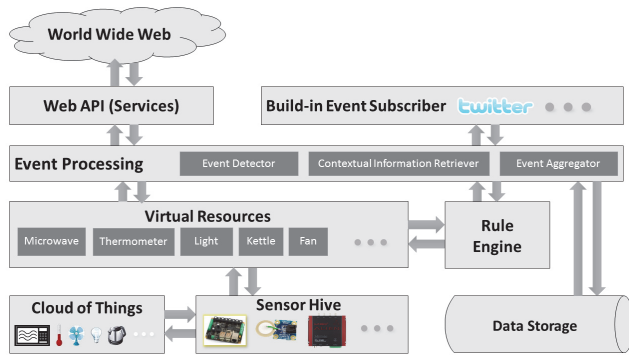 World Wide Web
Web API (Services)
Build-in Event Subscriber twitter
Event Processing Event Detector Contextual Information Retriever Event Aggregator
Virtual Resources
Microwave Thermometer Light Kettle Fan
Rule
Engine
Cloud of Things
Sensor Hive
Data Storage